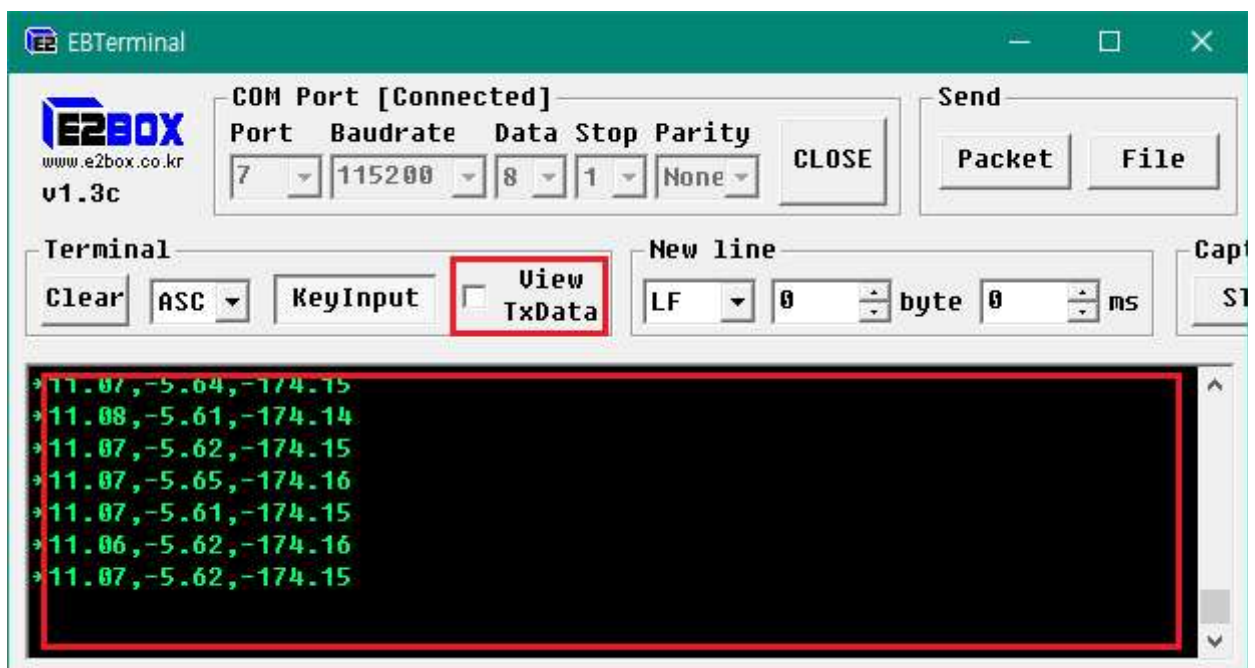 EBTerminal
E2BOX
www.e2box.co.kr
v1.3c
COM Port [Connected]
Port Baudrate Data Stop Parity
7 115200 8 1 None
CLOSE
Send
Packet File
Terminal
Clear ASC KeyInput View TxData
New line
LF 0 byte 0 ms
Capt
ST
11.07,-5.64,-174.15
*11.08,-5.61,-174.14
*11.07,-5.62,-174.15
*11.07,-5.65,-174.16
*11.07,-5.61,-174.15
*11.06,-5.62,-174.16
*11.07,-5.62,-174.15